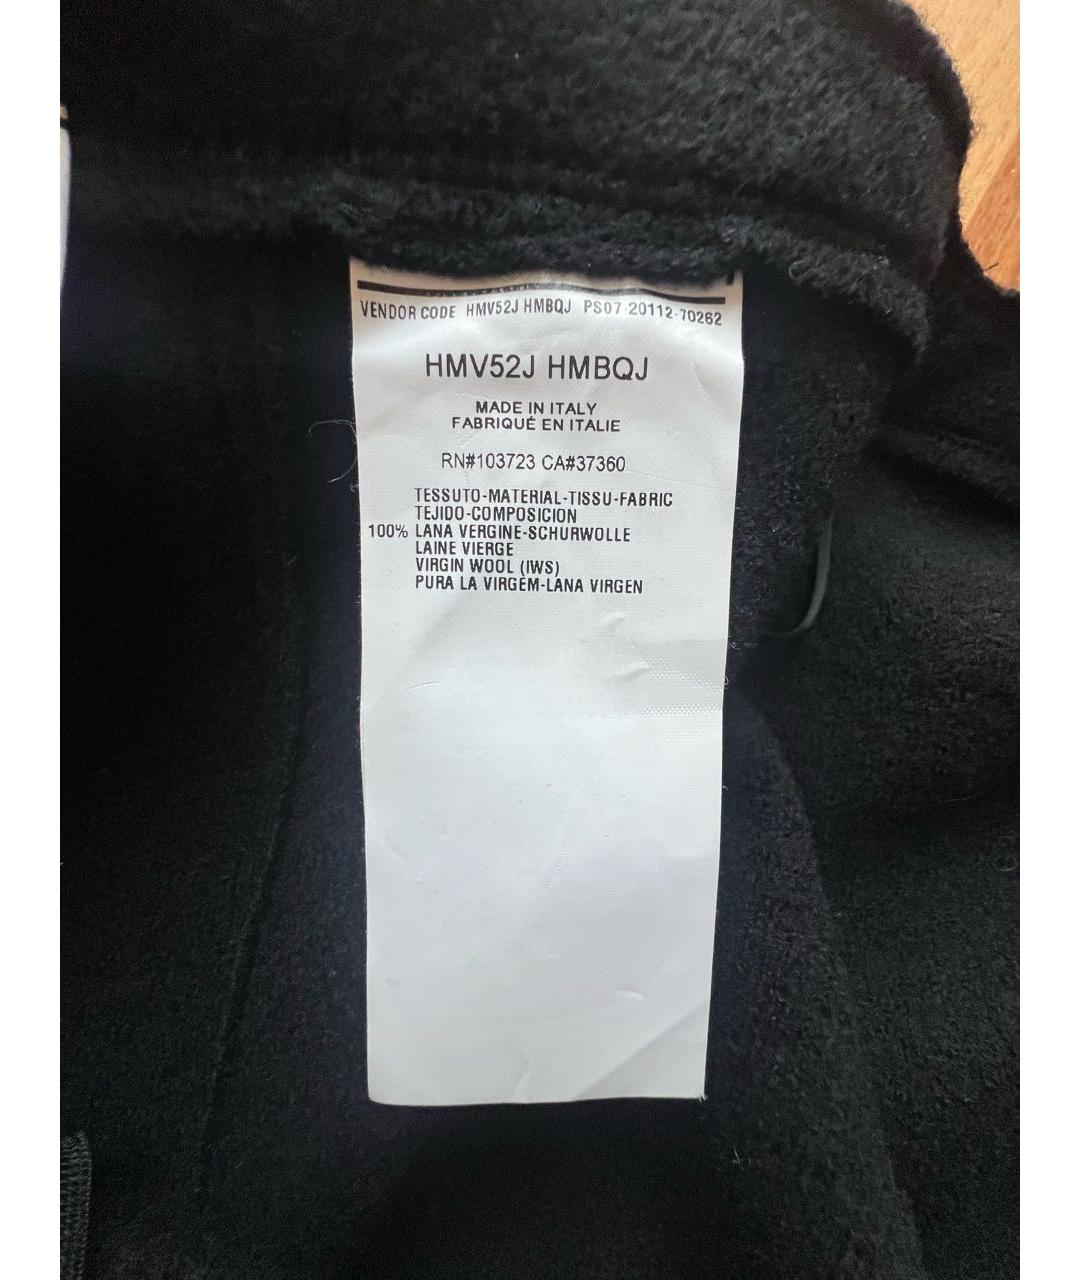 VENDOR CODE HMV52J HMBQJ PS07-20112-70262
HMV52J HMBQJ
MADE IN ITALY
FABRIQUÉ EN ITALIE
RN#103723 CA#37360
TESSUTO-MATERIAL-TISSU-FABRIC
TEJIDO-COMPOSICION
100% LANA VERGINE-SCHURWOLLE
LAINE VIERGE
VIRGIN WOOL (IWS)
PURA LA VIRGEM-LANA VIRGEN